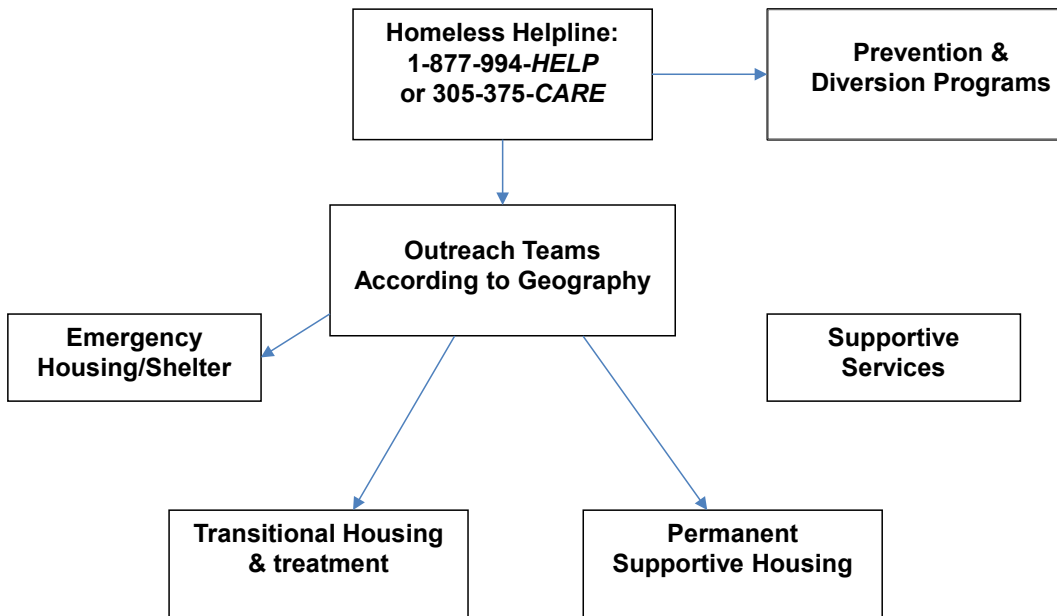 Homeless Helpline:
1-877-994-HELP
or 305-375-CARE
Prevention &
Diversion Programs
Outreach Teams
According to Geography
Emergency
Housing/Shelter
Supportive
Services
Transitional Housing
& treatment
Permanent
Supportive Housing